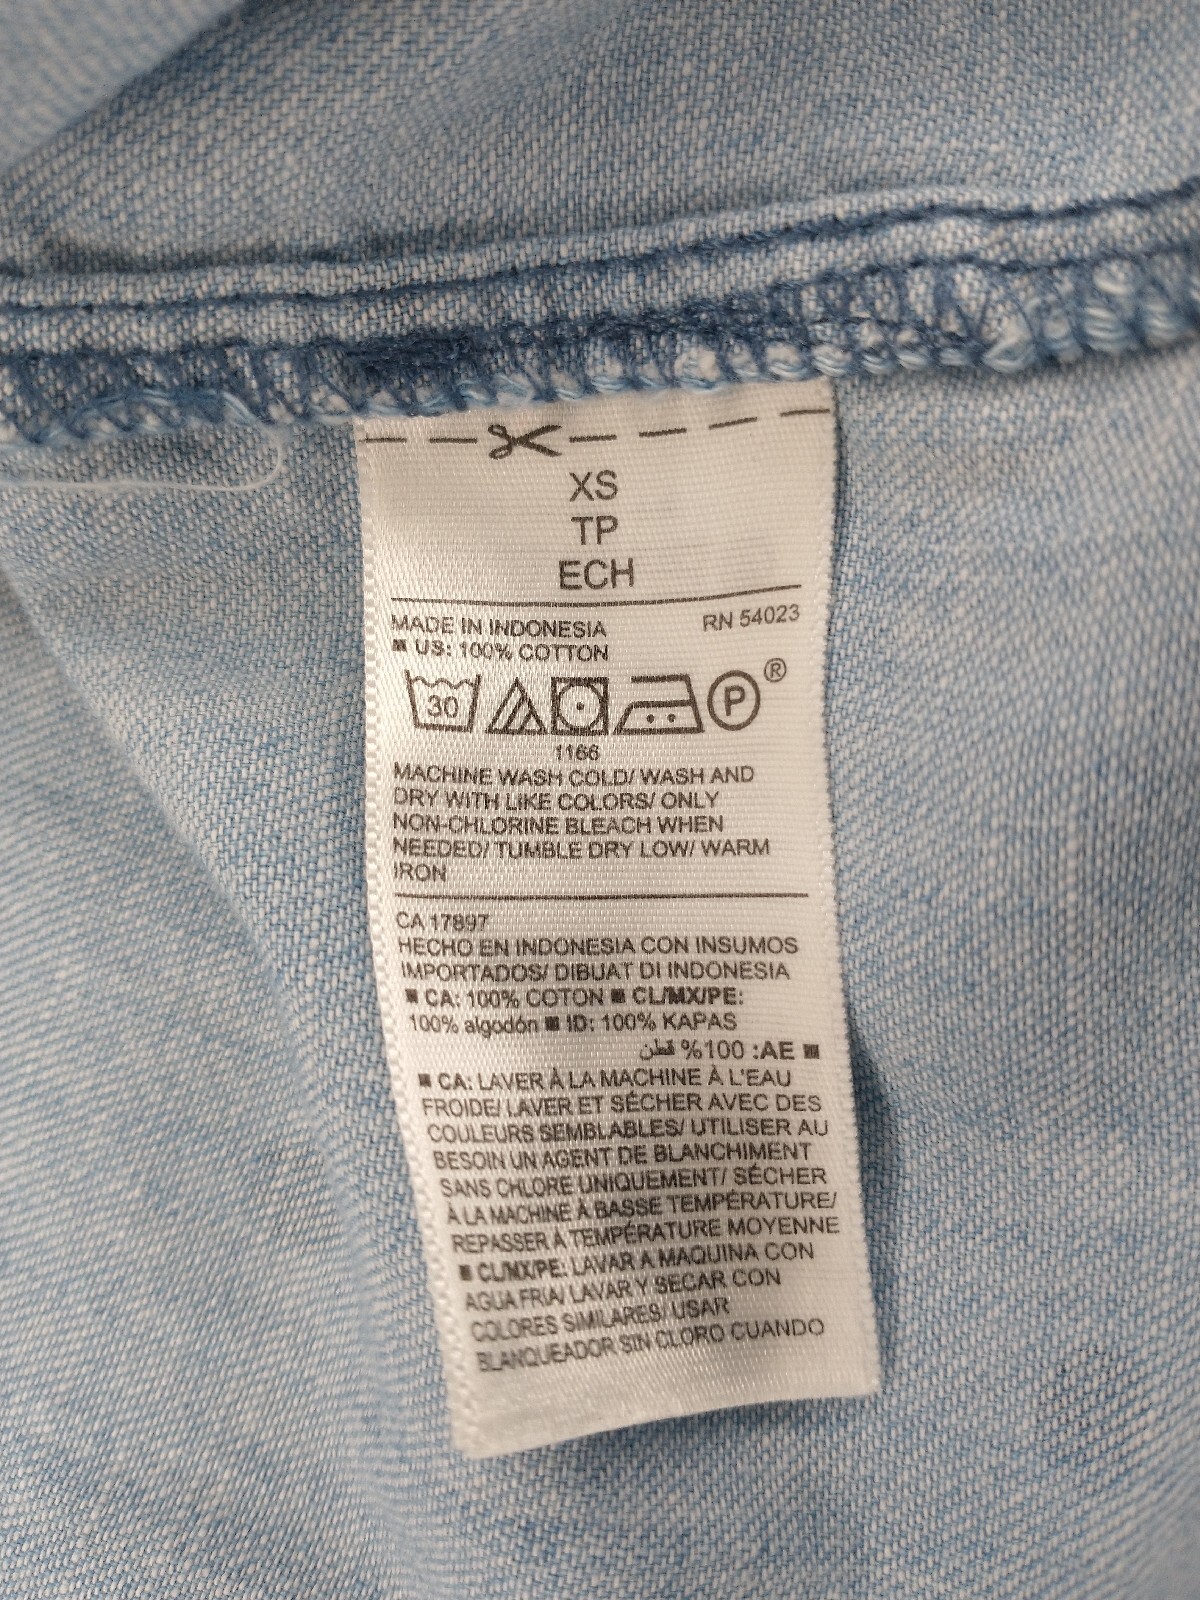 XS
TP
ECH
MADE IN INDONESIA RN 54023
■ US: 100% COTTON
30 P ®
1166
MACHINE WASH COLD/ WASH AND
DRY WITH LIKE COLORS/ ONLY
NON-CHLORINE BLEACH WHEN
NEEDED/ TUMBLE DRY LOW/ WARM
IRON
CA 17897
HECHO EN INDONESIA CON INSUMOS
IMPORTADOS/ DIBUAT DI INDONESIA
■ CA: 100% COTON ■ CL/MX/PE:
100% algodón ■ ID: 100% KAPAS
■ AE: 100% قطن
■ CA: LAVER À LA MACHINE À L'EAU
FROIDE/ LAVER ET SÉCHER AVEC DES
COULEURS SEMBLABLES/ UTILISER AU
BESOIN UN AGENT DE BLANCHIMENT
SANS CHLORE UNIQUEMENT/ SÉCHER
À LA MACHINE À BASSE TEMPÉRATURE/
REPASSER À TEMPÉRATURE MOYENNE
■ CL/MX/PE: LAVAR A MAQUINA CON
AGUA FRIA/ LAVAR Y SECAR CON
COLORES SIMILARES/ USAR
BLANQUEADOR SIN CLORO CUANDO